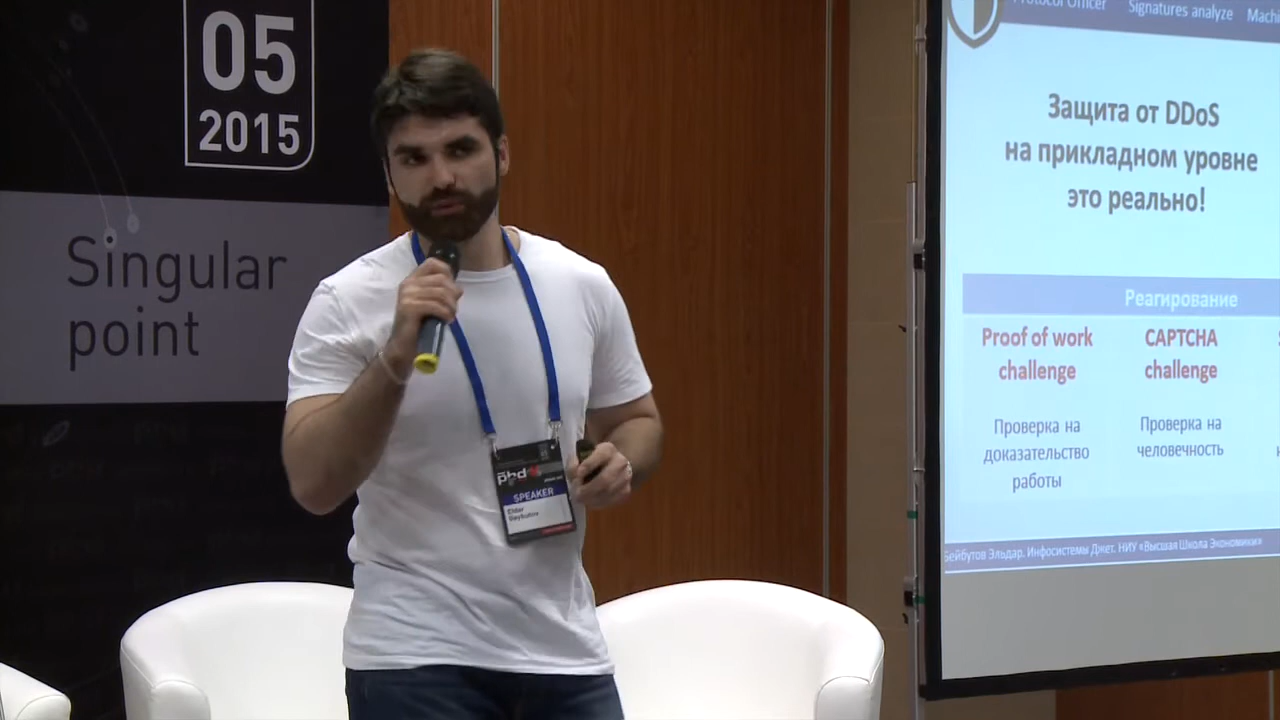 05
2015
Singular
point
phd
SPEAKER
Eldar
Beybutov
Protocol Officer Signatures analyze
Защита от DDoS
на прикладном уровне
это реально!
Реагирование
Proof of work
challenge
CAPTCHA
challenge
Проверка на
доказательство
работы
Проверка на
человечность
Бейбутов Эльдар. Инфосистемы Джет. НИУ «Высшая Школа Экономики»